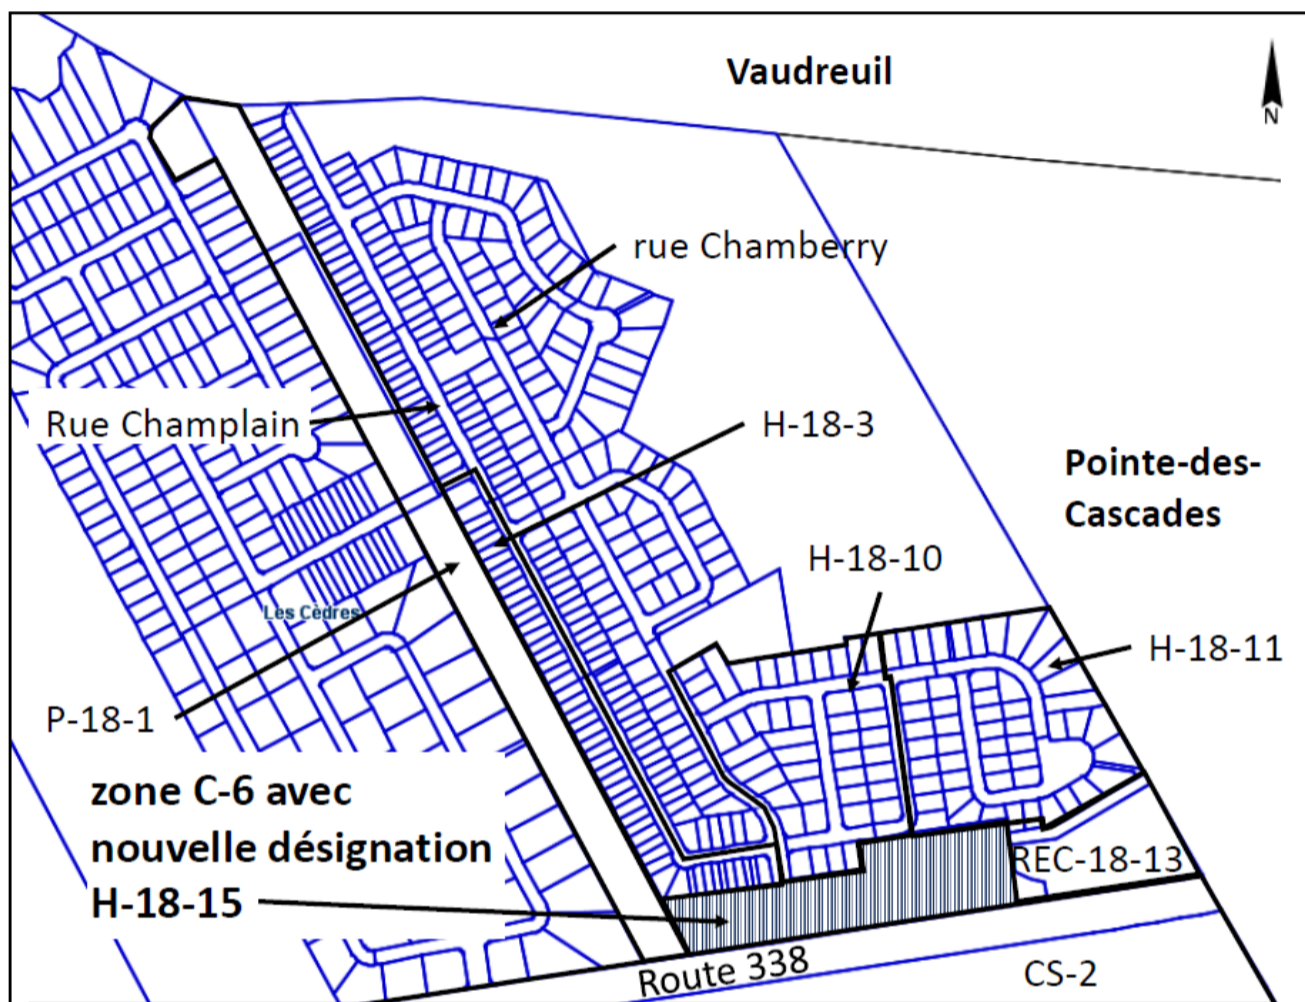 Vaudreuil
N
rue Chamberry
Rue Champlain
H-18-3
Pointe-des-
Cascades
H-18-10
Les Cèdres
H-18-11
P-18-1
zone C-6 avec
nouvelle désignation
H-18-15
REC-18-13
Route 338
CS-2